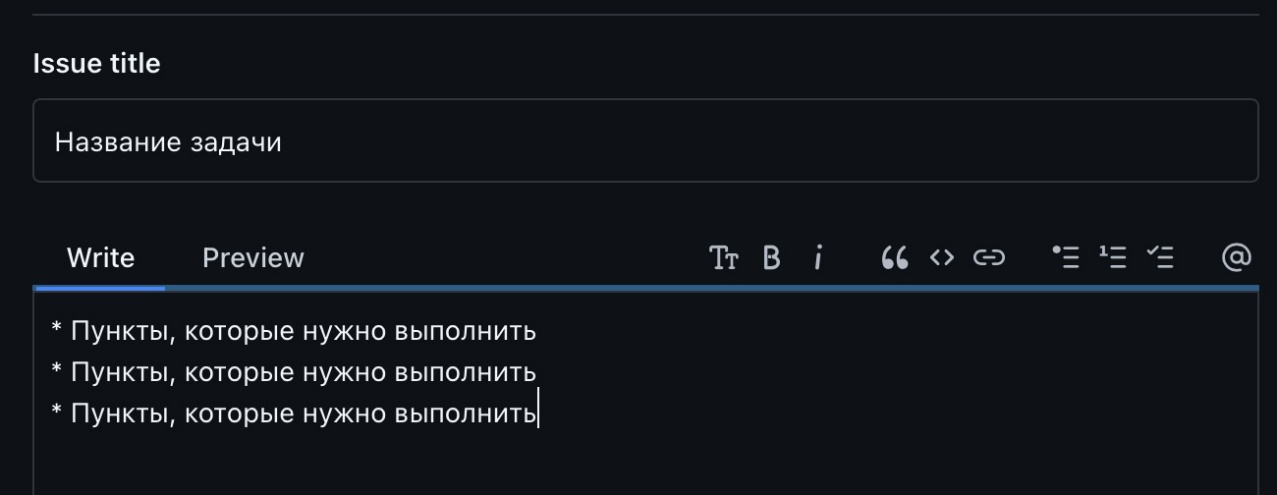 Issue title
Название задачи
Write Preview
* Пункты, которые нужно выполнить
* Пункты, которые нужно выполнить
* Пункты, которые нужно выполнить